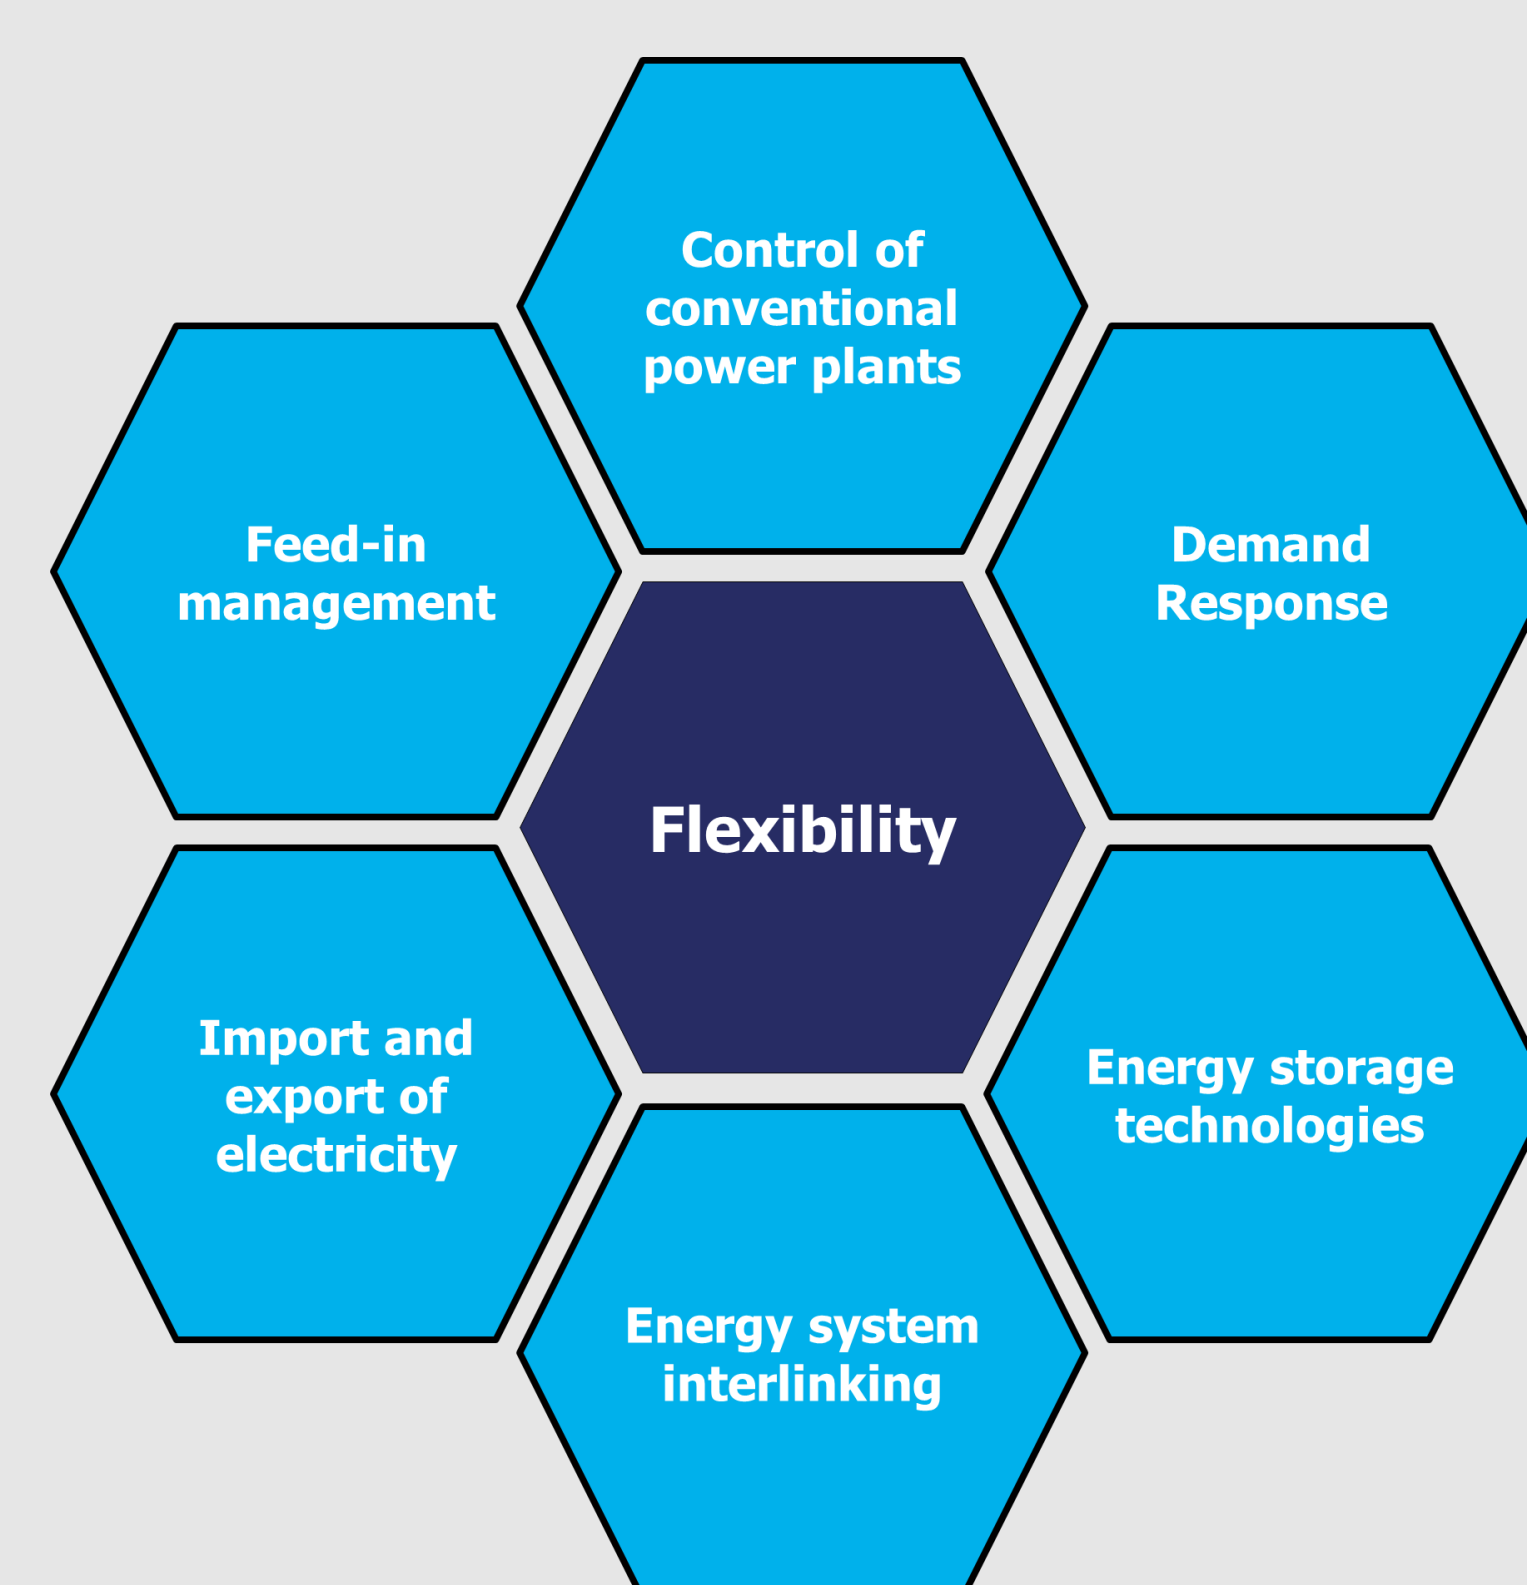 Control of
conventional
power plants
Feed-in
management
Demand
Response
Flexibility
Import and
export of
electricity
Energy storage
technologies
Energy system
interlinking